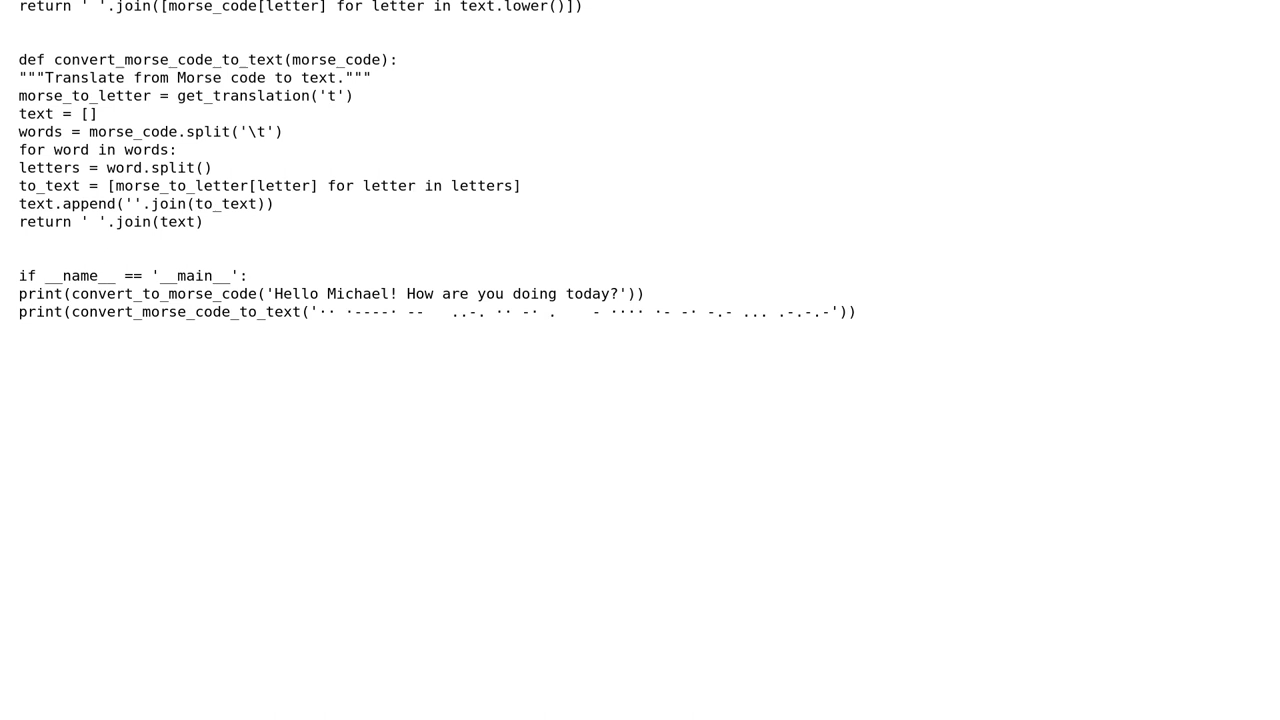 return ' '.join([morse_code[letter] for letter in text.lower()])
def convert_morse_code_to_text(morse_code):
"""Translate from Morse code to text."""
morse_to_letter = get_translation('t')
text = []
words = morse_code.split('\t')
for word in words:
letters = word.split()
to_text = [morse_to_letter[letter] for letter in letters]
text.append(''.join(to_text))
return ' '.join(text)
if __name__ == '__main__':
print(convert_to_morse_code('Hello Michael! How are you doing today?'))
print(convert_morse_code_to_text('·· ·----· --   ..-. ·· -· .    - ···· ·- -· -.- ... .-.-.-'))